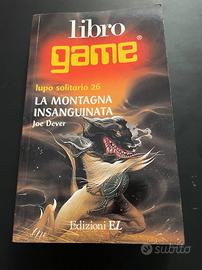 libro
game®
lupo solitario 26
LA MONTAGNA
INSANGUINATA
Joe Dever
Edizioni EL
subito